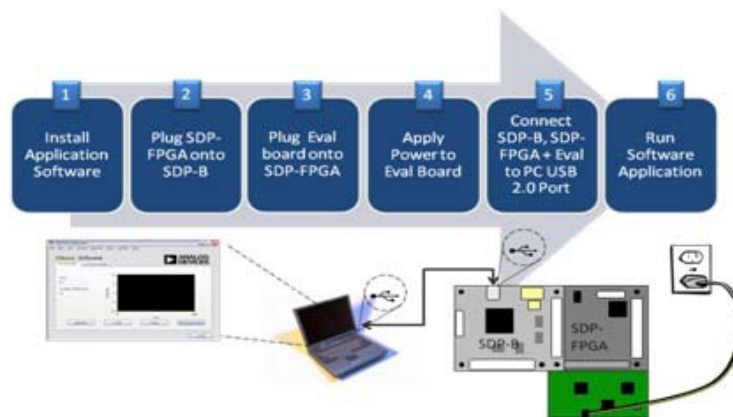 1
Install
Application
Software
2
Plug SDP-
FPGA onto
SDP-B
3
Plug Eval
board onto
SDP-FPGA
4
Apply
Power to
Eval Board
5
Connect
SDP-B, SDP-
FPGA + Eval
to PC USB
2.0 Port
6
Run
Software
Application
ANALOG
DEVICES
SDP-B
SDP-
FPGA